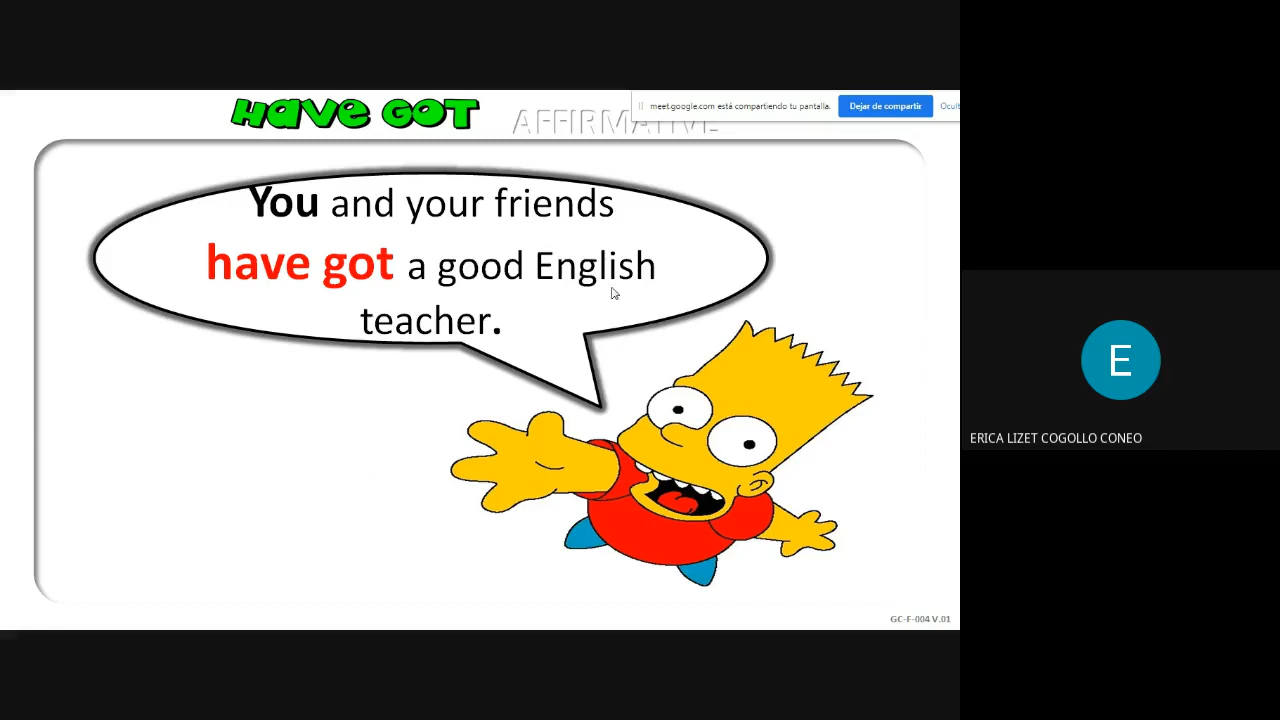 Have GOT
AFFIRMATIVE
meet.google.com está compartiendo tu pantalla.
Dejar de compartir
Ocult
You and your friends
have got a good English
teacher.
E
ERICA LIZET COGOLLO CONEO
GC-F-004 V.01